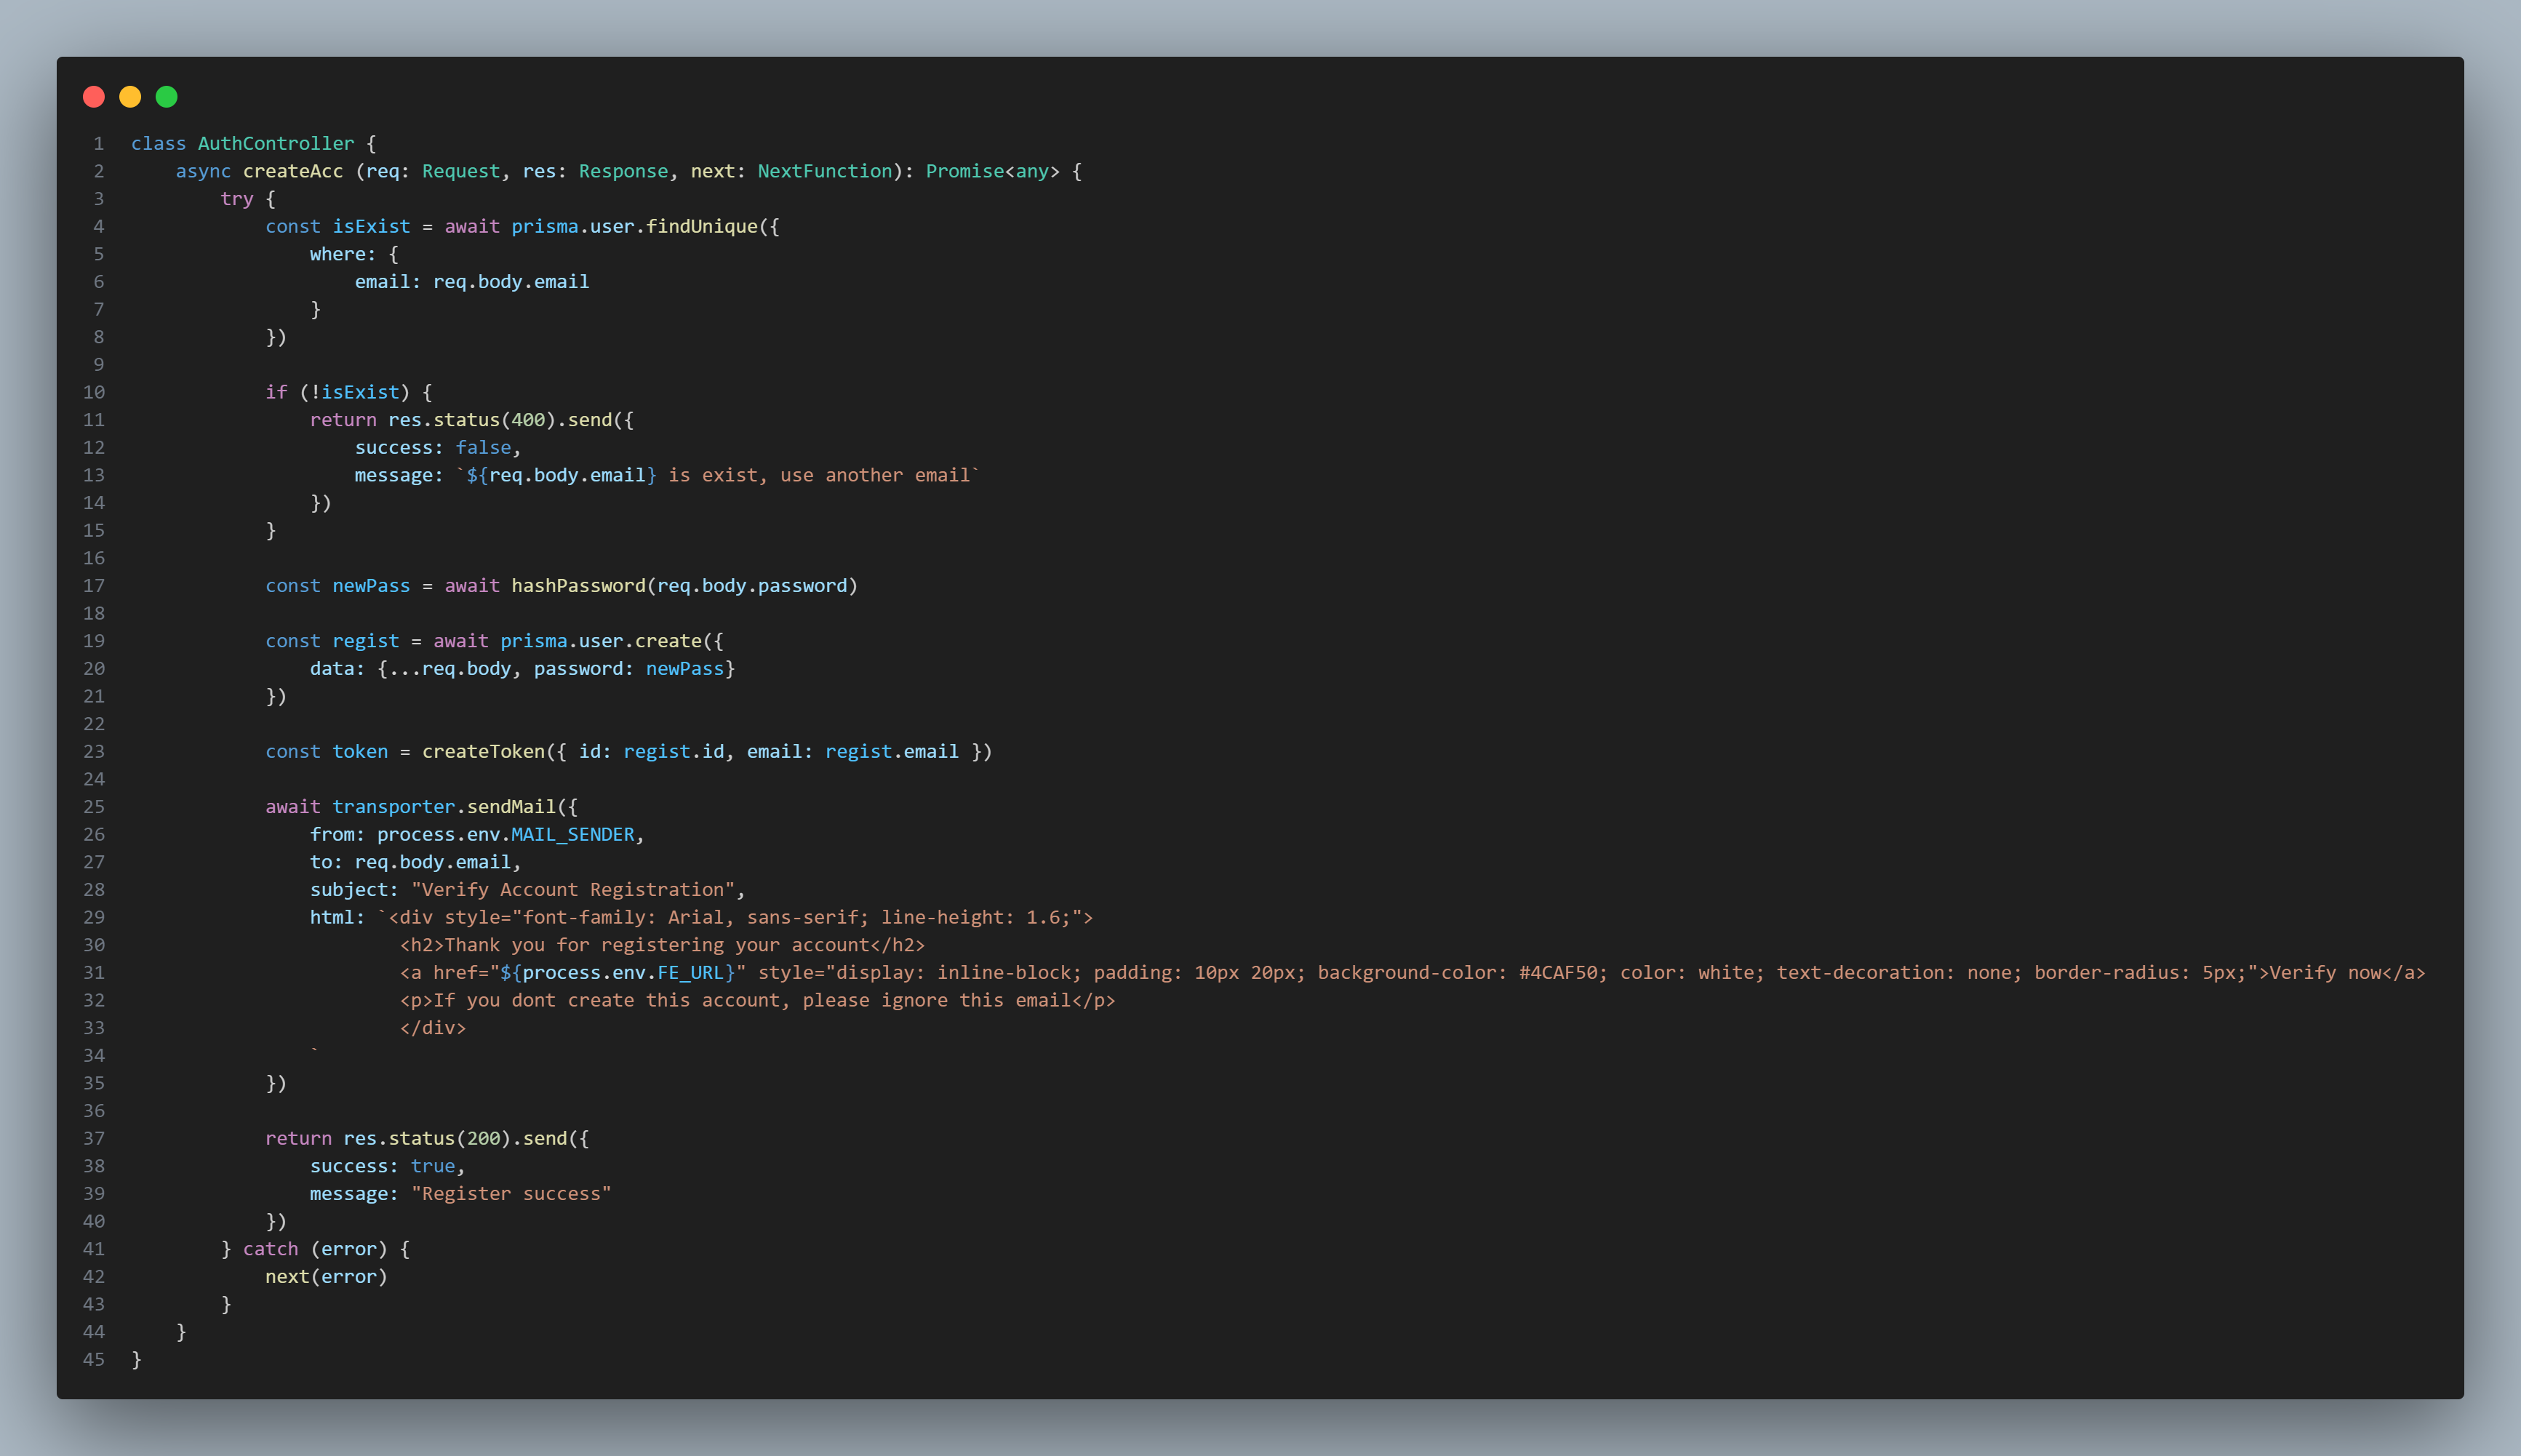 1 class AuthController {
2     async createAcc (req: Request, res: Response, next: NextFunction): Promise<any> {
3         try {
4             const isExist = await prisma.user.findUnique({
5                 where: {
6                     email: req.body.email
7                 }
8             })
9
10             if (!isExist) {
11                 return res.status(400).send({
12                     success: false,
13                     message: `${req.body.email} is exist, use another email`
14                 })
15             }
16
17             const newPass = await hashPassword(req.body.password)
18
19             const regist = await prisma.user.create({
20                 data: {...req.body, password: newPass}
21             })
22
23             const token = createToken({ id: regist.id, email: regist.email })
24
25             await transporter.sendMail({
26                 from: process.env.MAIL_SENDER,
27                 to: req.body.email,
28                 subject: "Verify Account Registration",
29                 html: `<div style="font-family: Arial, sans-serif; line-height: 1.6;">
30                         <h2>Thank you for registering your account</h2>
31                         <a href="${process.env.FE_URL}" style="display: inline-block; padding: 10px 20px; background-color: #4CAF50; color: white; text-decoration: none; border-radius: 5px;">Verify now</a>
32                         <p>If you dont create this account, please ignore this email</p>
33                         </div>
34                 `
35             })
36
37             return res.status(200).send({
38                 success: true,
39                 message: "Register success"
40             })
41         } catch (error) {
42             next(error)
43         }
44     }
45 }